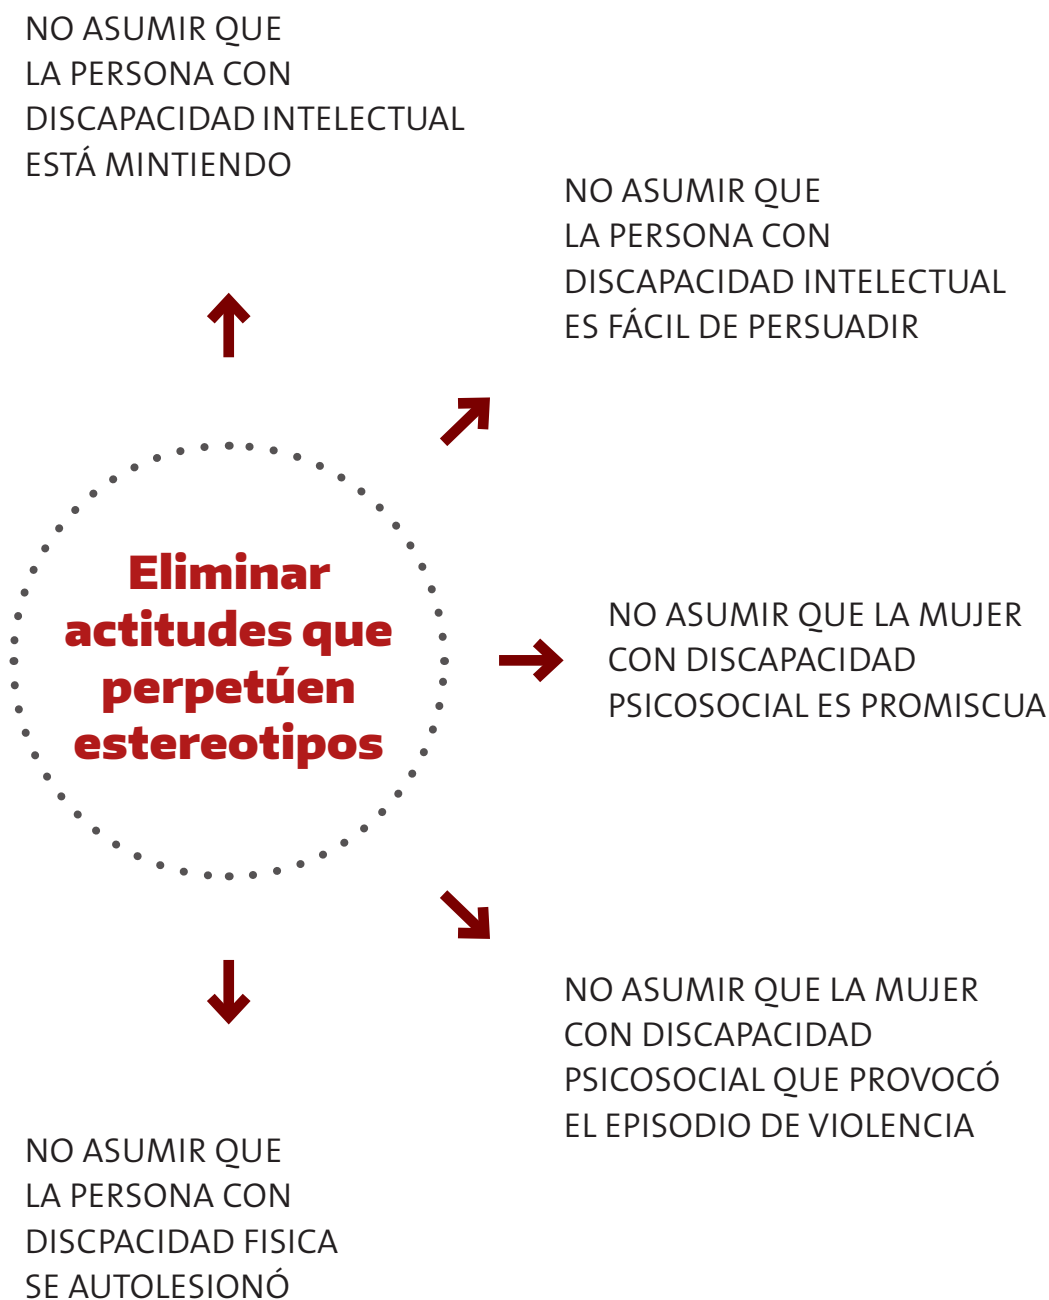 NO ASUMIR QUE
LA PERSONA CON
DISCAPACIDAD INTELECTUAL
ESTÁ MINTIENDO
NO ASUMIR QUE
LA PERSONA CON
DISCAPACIDAD INTELECTUAL
ES FÁCIL DE PERSUADIR
Eliminar
actitudes que
perpetúen
estereotipos
NO ASUMIR QUE LA MUJER
CON DISCAPACIDAD
PSICOSOCIAL ES PROMISCUA
NO ASUMIR QUE LA MUJER
CON DISCAPACIDAD
PSICOSOCIAL QUE PROVOCÓ
EL EPISODIO DE VIOLENCIA
NO ASUMIR QUE
LA PERSONA CON
DISCPACIDAD FISICA
SE AUTOLESIONÓ